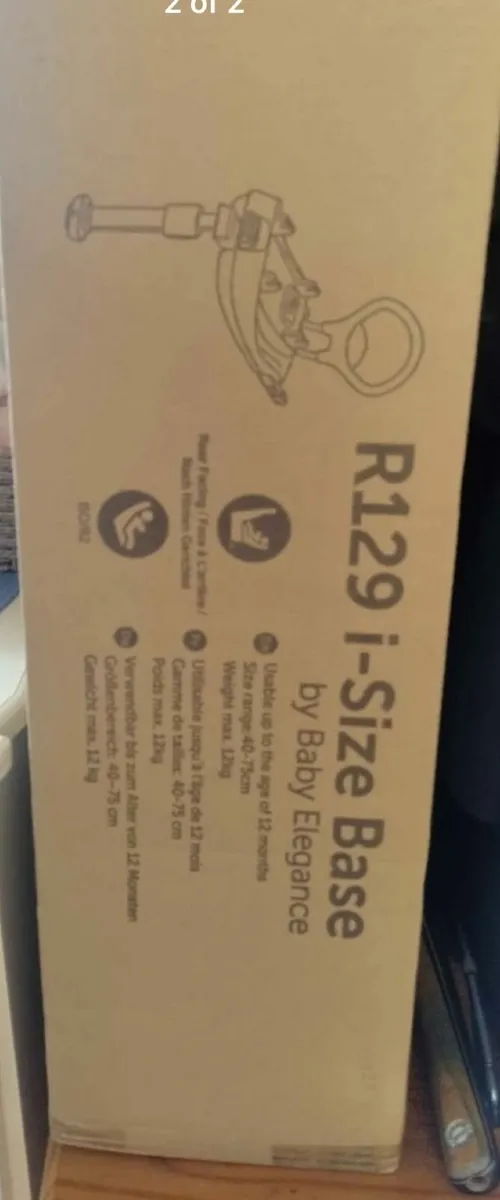 2 of 2
R129 i-Size Base
by Baby Elegance
Usable up to the age of 12 months
Size range: 40-75cm
Weight max. 12kg
Utilisable jusqu'à l'âge de 12 mois
Gamme de tailles: 40-75 cm
Poids max. 12kg
Verwendbar bis zum Alter von 12 Monaten
Größenbereich: 40-75 cm
Gewicht max. 12 kg
Rear Facing / Face à L'arrière /
Nach Hinten Gerichtet
ISO/R2